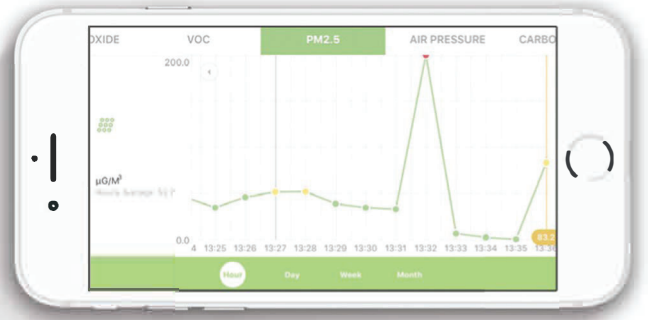 OXIDE VOC PM2.5 AIR PRESSURE CARBO
200.0
µG/M³
0.0
4 13:25 13:26 13:27 13:28 13:29 13:30 13:31 13:32 13:33 13:34 13:35
Hour Day Week Month